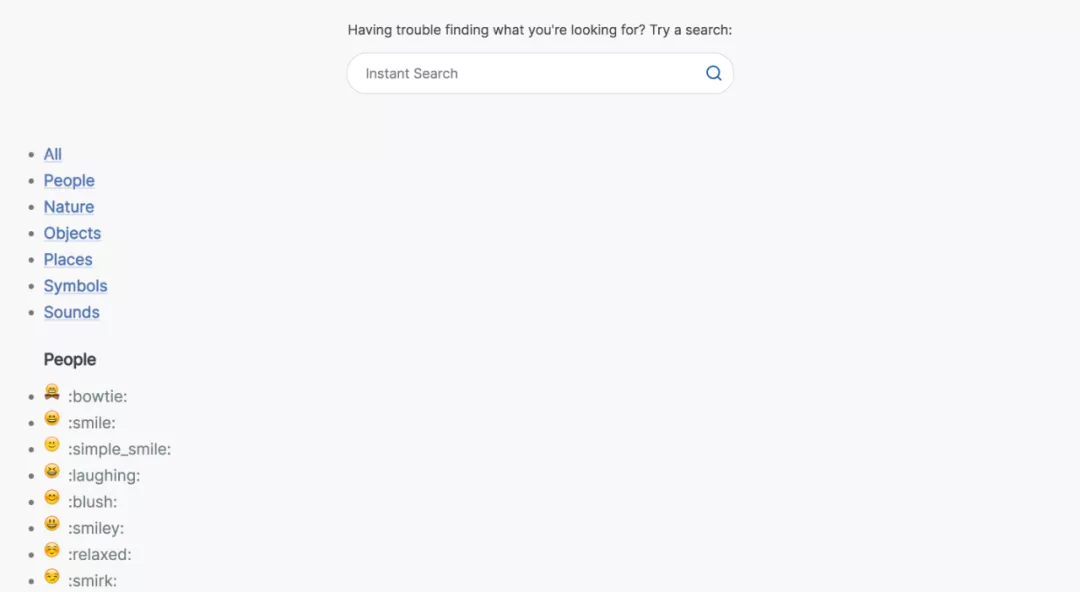 Having trouble finding what you're looking for? Try a search:
Instant Search
All
People
Nature
Objects
Places
Symbols
Sounds
People
:bowtie:
:smile:
:simple_smile:
:laughing:
:blush:
:smiley:
:relaxed:
:smirk: